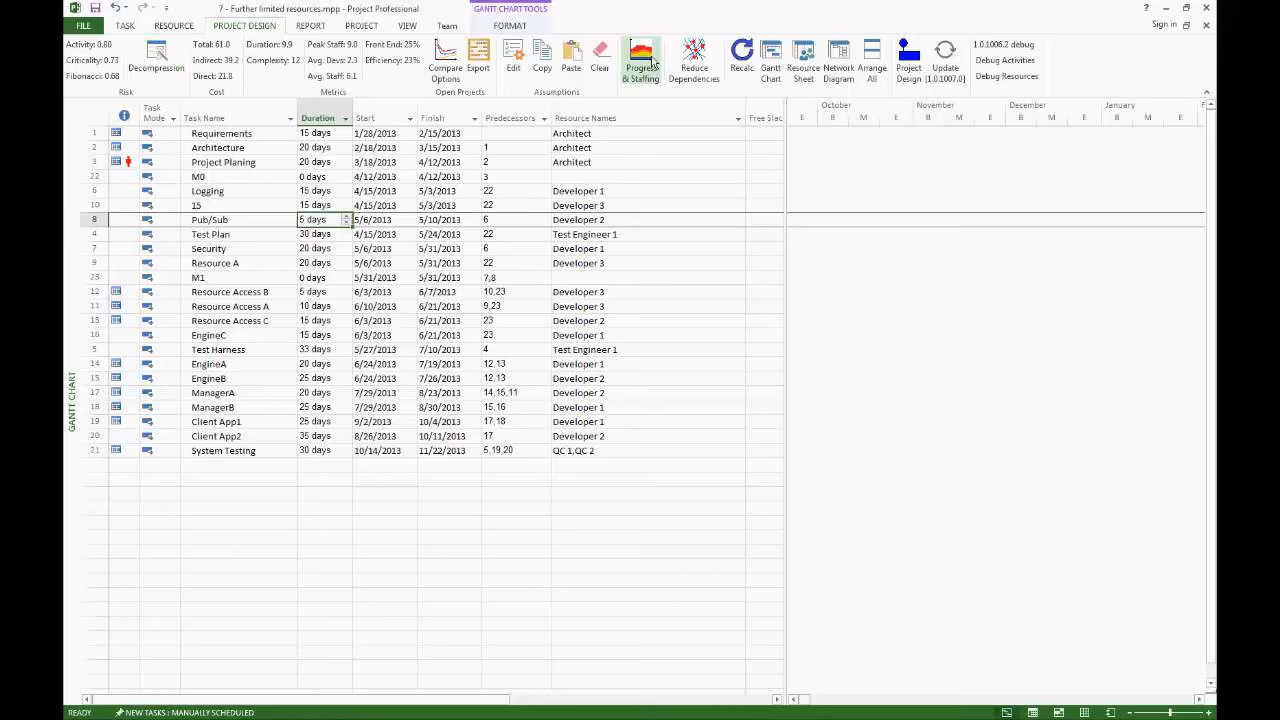 7 - Further limited resources.mpp - Project Professional
GANTT CHART TOOLS
FILE TASK RESOURCE PROJECT DESIGN REPORT PROJECT VIEW Team FORMAT Sign in
Activity: 0.80
Criticality: 0.73
Fibonacci: 0.68
Decompression
Risk
Indirect: 39.2
Direct: 21.8
Cost
Duration: 9.9
Complexity: 12
Peak Staff: 9.0
Avg. Devs: 2.3
Avg. Staff: 6.1
Front End: 25%
Efficiency: 23%
Metrics
Compare Options
Export
Open Projects
Edit
Copy
Paste
Clear
Assumptions
Progress & Staffing
Reduce Dependencies
Recalc
Gantt Chart
Resource Sheet
Network Diagram
Arrange All
Project Design
Update [1.0.1007.0]
1.0.1006.2 debug
Debug Activities
Debug Resources
Task Mode Task Name Duration Start Finish Predecessors Resource Names Free Slac
October November December January
E B M E B M E B M E B
1 Requirements 15 days 1/28/2013 2/15/2013 Architect
2 Architecture 20 days 2/18/2013 3/15/2013 1 Architect
3 Project Planing 20 days 3/18/2013 4/12/2013 2 Architect
22 M0 0 days 4/12/2013 4/12/2013 3
6 Logging 15 days 4/15/2013 5/3/2013 22 Developer 1
10 15 15 days 4/15/2013 5/3/2013 22 Developer 3
8 Pub/Sub 5 days 5/6/2013 5/10/2013 6 Developer 2
4 Test Plan 30 days 4/15/2013 5/24/2013 22 Test Engineer 1
7 Security 20 days 5/6/2013 5/31/2013 6 Developer 1
9 Resource A 20 days 5/6/2013 5/31/2013 22 Developer 3
23 M1 0 days 5/31/2013 5/31/2013 7,8
12 Resource Access B 5 days 6/3/2013 6/7/2013 10,23 Developer 3
11 Resource Access A 10 days 6/10/2013 6/21/2013 9,23 Developer 3
13 Resource Access C 15 days 6/3/2013 6/21/2013 23 Developer 2
16 EngineC 15 days 6/3/2013 6/21/2013 23 Developer 1
5 Test Harness 33 days 5/27/2013 7/10/2013 4 Test Engineer 1
14 EngineA 20 days 6/24/2013 7/19/2013 12,13 Developer 1
15 EngineB 25 days 6/24/2013 7/26/2013 12,13 Developer 2
17 ManagerA 20 days 7/29/2013 8/23/2013 14,15,11 Developer 2
18 ManagerB 25 days 7/29/2013 8/30/2013 15,16 Developer 1
19 Client App1 25 days 9/2/2013 10/4/2013 17,18 Developer 1
20 Client App2 35 days 8/26/2013 10/11/2013 17 Developer 2
21 System Testing 30 days 10/14/2013 11/22/2013 5,19,20 QC 1,QC 2
GANTT CHART
READY NEW TASKS : MANUALLY SCHEDULED